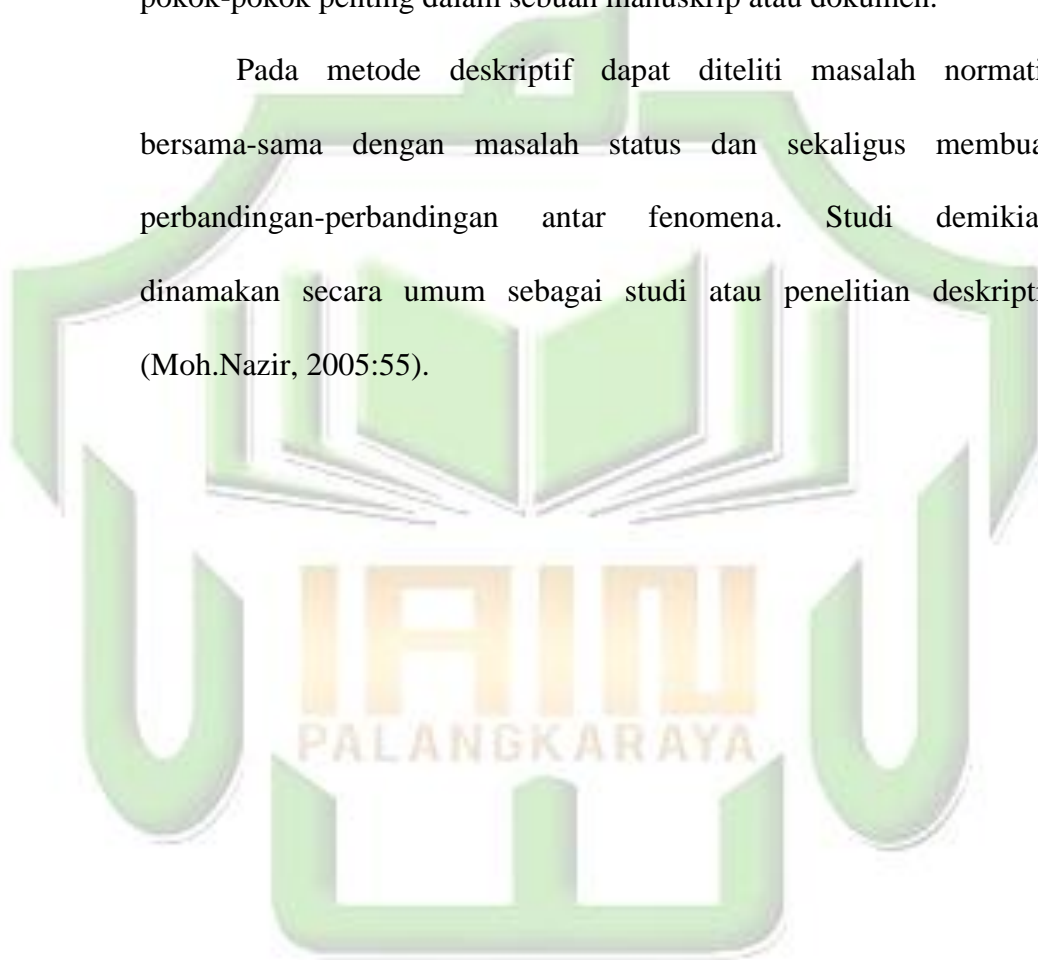 pokok-pokok penting dalam sebuah manuskrip atau dokumen.
Pada metode deskriptif dapat diteliti masalah normati
bersama-sama dengan masalah status dan sekaligus membua
perbandingan-perbandingan antar fenomena. Studi demikia
dinamakan secara umum sebagai studi atau penelitian deskripti
(Moh.Nazir, 2005:55).
IAIN
PALANGKARAYA